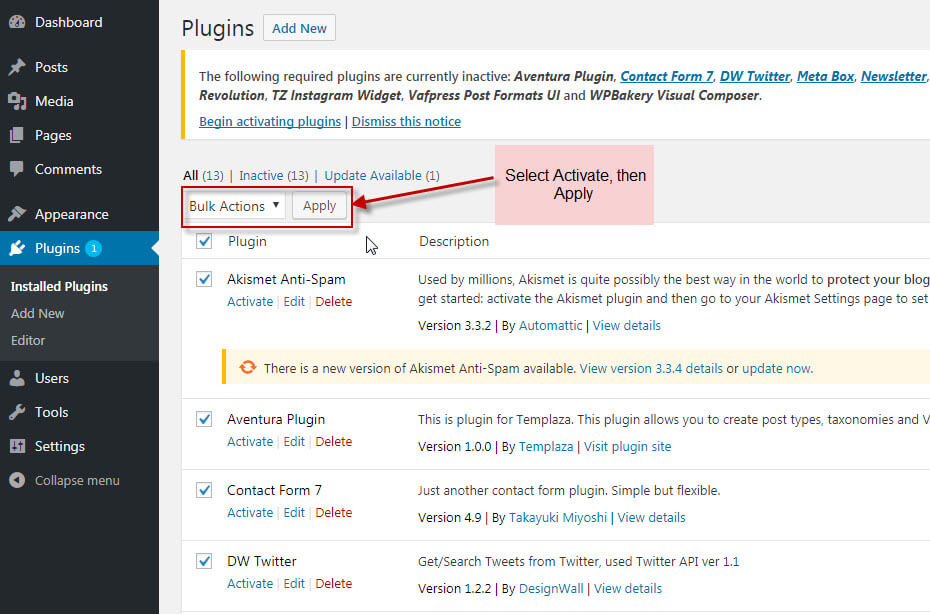 Dashboard
Posts
Media
Pages
Comments
Appearance
Plugins 1
Installed Plugins
Add New
Editor
Users
Tools
Settings
Collapse menu
Plugins Add New
The following required plugins are currently inactive: Aventura Plugin, Contact Form 7, DW Twitter, Meta Box, Newsletter,
Revolution, TZ Instagram Widget, Vafpress Post Formats UI and WPBakery Visual Composer.
Begin activating plugins | Dismiss this notice
All (13) | Inactive (13) | Update Available (1)
Bulk Actions Apply
Select Activate, then
Apply
Plugin Description
Akismet Anti-Spam
Activate | Edit | Delete
Used by millions, Akismet is quite possibly the best way in the world to protect your blog
get started: activate the Akismet plugin and then go to your Akismet Settings page to set
Version 3.3.2 | By Automattic | View details
There is a new version of Akismet Anti-Spam available. View version 3.3.4 details or update now.
Aventura Plugin
Activate | Edit | Delete
This is plugin for Templaza. This plugin allows you to create post types, taxonomies and V
Version 1.0.0 | By Templaza | Visit plugin site
Contact Form 7
Activate | Edit | Delete
Just another contact form plugin. Simple but flexible.
Version 4.9 | By Takayuki Miyoshi | View details
DW Twitter
Activate | Edit | Delete
Get/Search Tweets from Twitter, used Twitter API ver 1.1
Version 1.2.2 | By DesignWall | View details